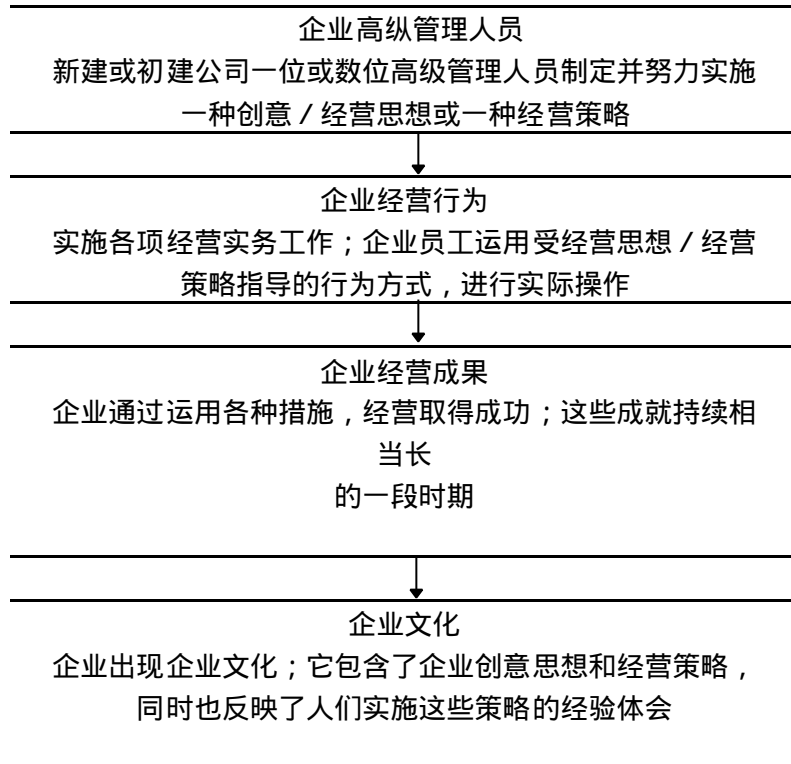 企业高纵管理人员
新建或初建公司一位或数位高级管理人员制定并努力实施
一种创意/经营思想或一种经营策略
企业经营行为
实施各项经营实务工作；企业员工运用受经营思想/经营
策略指导的行为方式，进行实际操作
企业经营成果
企业通过运用各种措施，经营取得成功；这些成就持续相
当长
的一段时期
企业文化
企业出现企业文化；它包含了企业创意思想和经营策略，
同时也反映了人们实施这些策略的经验体会